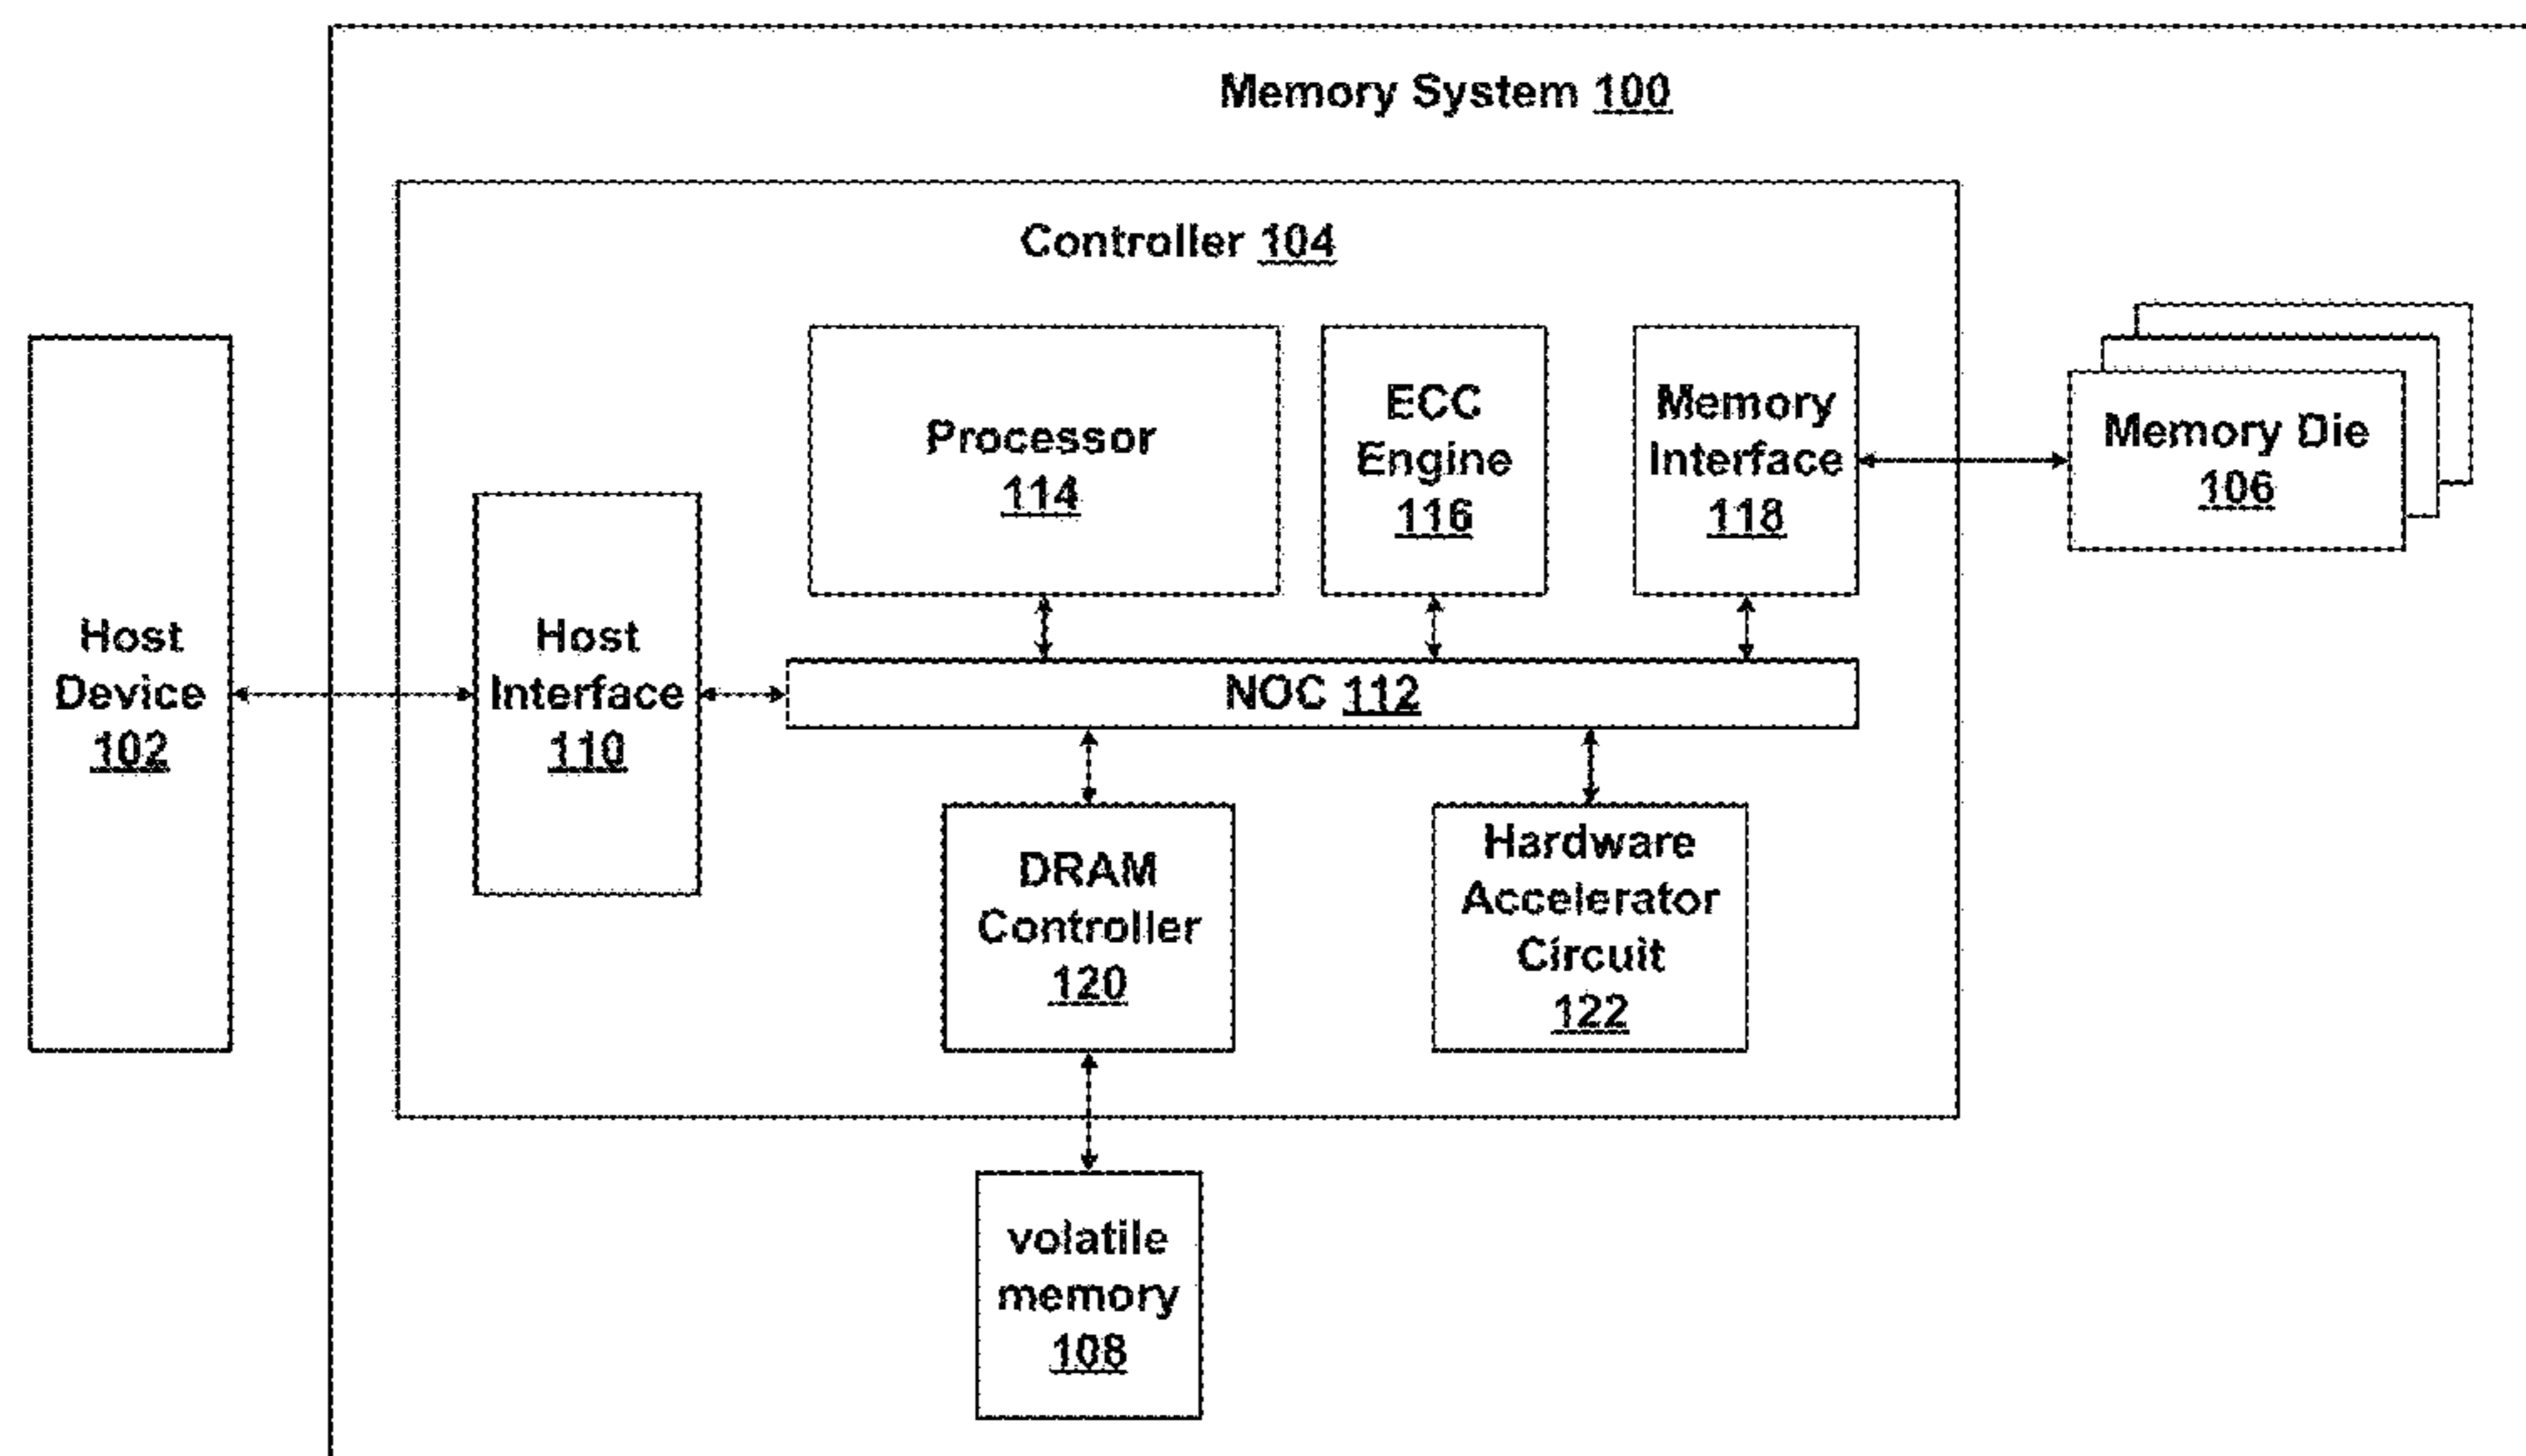 Memory System 100
Controller 104
Host
Device
102
Host
Interface
110
Processor
114
ECC
Engine
116
Memory
Interface
118
Memory Die
106
NOC 112
DRAM
Controller
120
Hardware
Accelerator
Circuit
122
volatile
memory
108